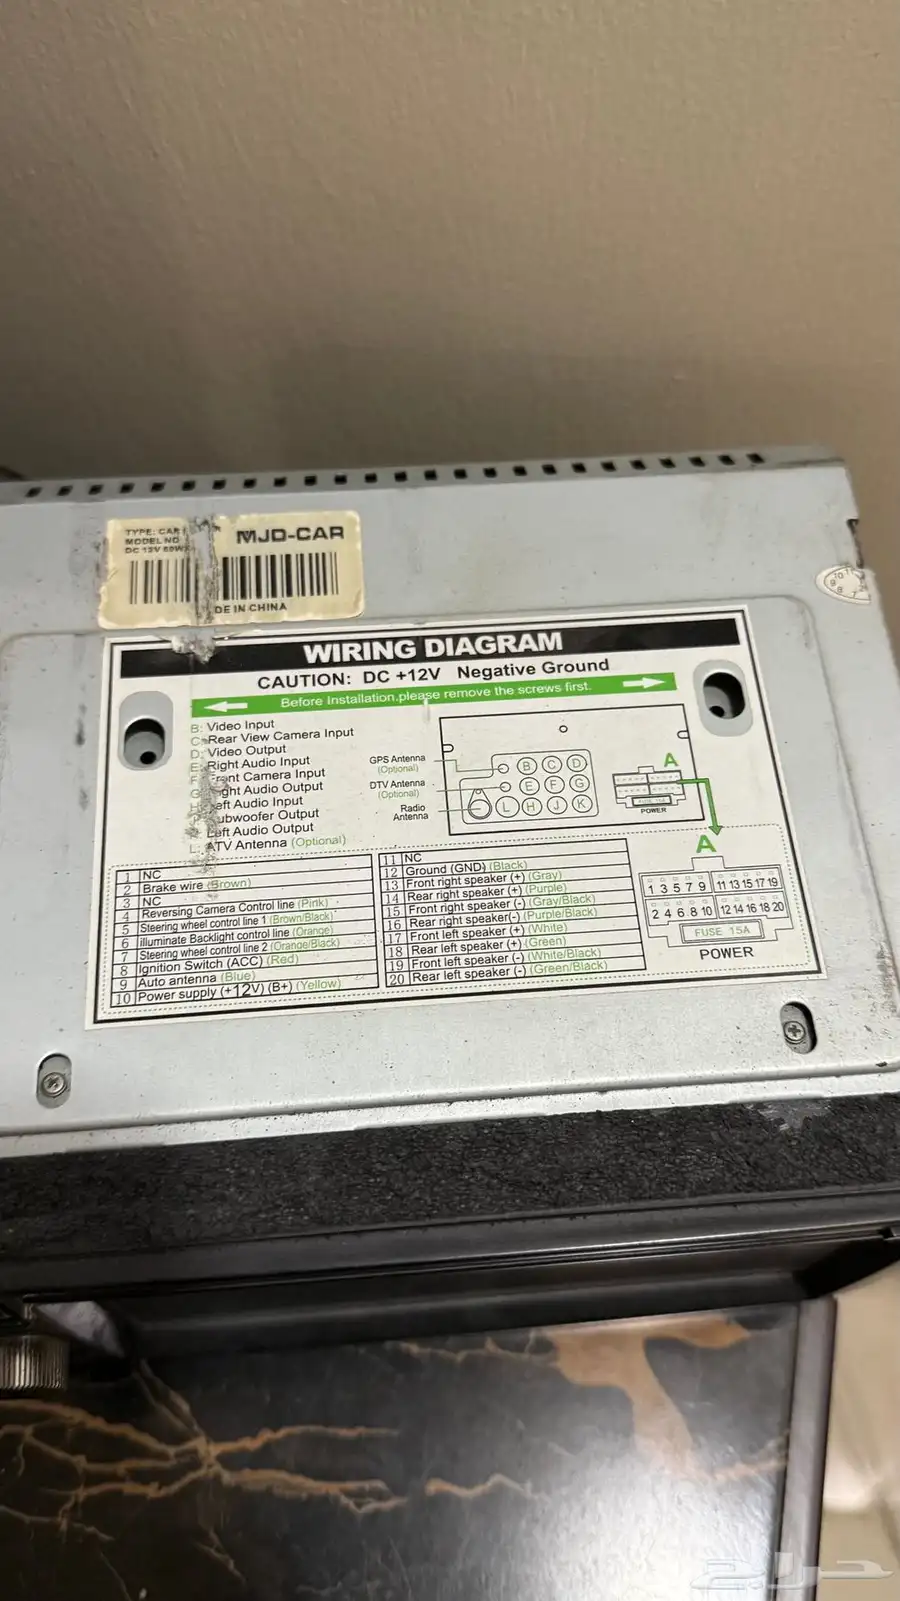 TYPE: CAR
MJD-CAR
MODEL NO
DC 12V
DE IN CHINA
WIRING DIAGRAM
CAUTION: DC +12V Negative Ground
Before Installation,please remove the screws first.
B: Video Input
C: Rear View Camera Input
D: Video Output
E: Right Audio Input
F: Front Camera Input
G: Right Audio Output
H: Left Audio Input
Subwoofer Output
Left Audio Output
L: ATV Antenna (Optional)
GPS Antenna
(Optional)
DTV Antenna
(Optional)
Radio
Antenna
B C D
E F G
L H J K
A
FUSE 15A
POWER
A
1 NC
2 Brake wire (Brown)
3 NC
4 Reversing Camera Control line (Pink)
5 Steering wheel control line 1 (Brown/Black)
6 illuminate Backlight control line (Orange)
7 Steering wheel control line 2 (Orange/Black)
8 Ignition Switch (ACC) (Red)
9 Auto antenna (Blue)
10 Power supply (+12V) (B+) (Yellow)
11 NC
12 Ground (GND) (Black)
13 Front right speaker (+) (Gray)
14 Rear right speaker (+) (Purple)
15 Front right speaker(-) (Gray/Black)
16 Rear right speaker(-) (Purple/Black)
17 Front left speaker (+) (White)
18 Rear left speaker (+) (Green)
19 Front left speaker (-) (White/Black)
20 Rear left speaker (-) (Green/Black)
1 3 5 7 9 11 13 15 17 19
2 4 6 8 10 12 14 16 18 20
FUSE 15A
POWER
حراج